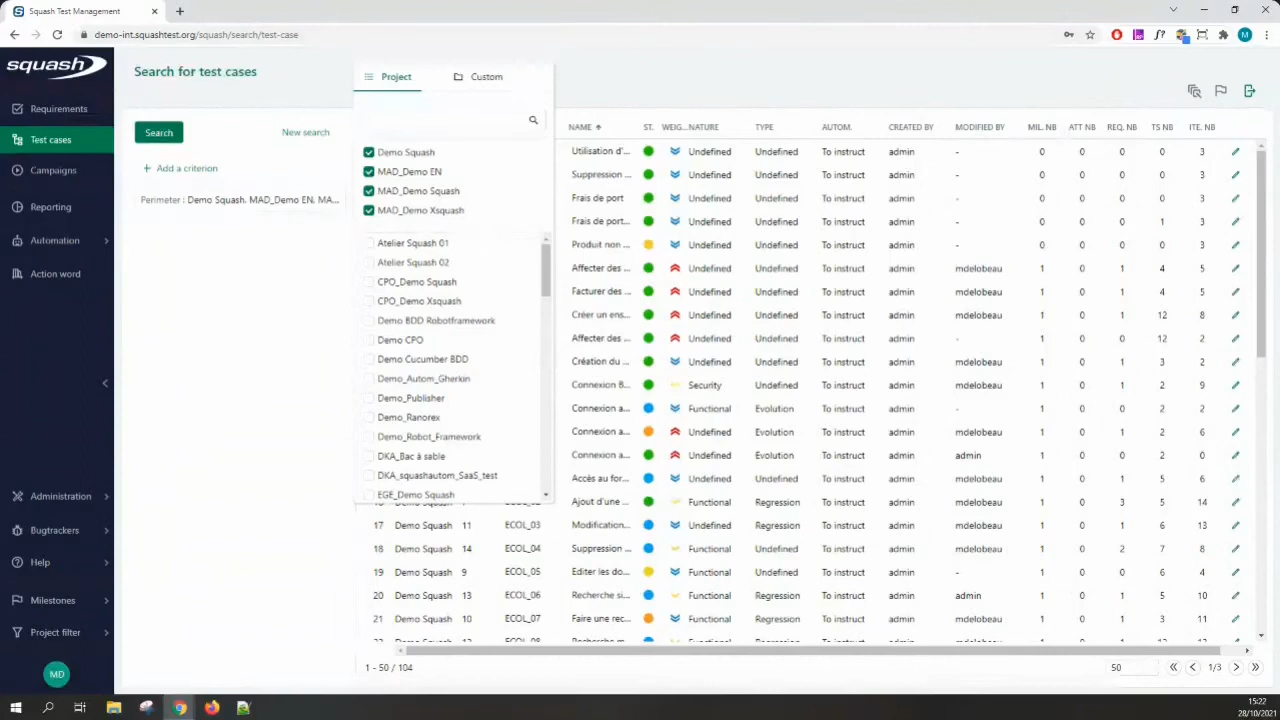 Squash Test Management
demo-int.squashtest.org/squash/search/test-case
squash
Search for test cases
Project Custom
Requirements
Test cases
Campaigns
Reporting
Automation
Action word
Administration
Bugtrackers
Help
Milestones
Project filter
MD
Search New search
Add a criterion
Perimeter : Demo Squash, MAD_Demo EN, MA...
Demo Squash
MAD_Demo EN
MAD_Demo Squash
MAD_Demo Xsquash
Atelier Squash 01
Atelier Squash 02
CPO_Demo Squash
CPO_Demo Xsquash
Demo BDD Robotframework
Demo CPO
Demo Cucumber BDD
Demo_Autom_Gherkin
Demo_Publisher
Demo_Ranorex
Demo_Robot_Framework
DKA_Bac à sable
DKA_squashautom_SaaS_test
EGE_Demo Squash
NAME ST. WEIG... NATURE TYPE AUTOM. CREATED BY MODIFIED BY MIL. NB ATT NB REQ. NB TS NB ITE. NB
Utilisation d'... Undefined Undefined To instruct admin - 0 0 0 0 3
Suppression ... Undefined Undefined To instruct admin - 0 0 0 0 3
Frais de port Undefined Undefined To instruct admin - 0 0 0 0 3
Frais de port... Undefined Undefined To instruct admin - 0 0 0 1 3
Produit non ... Undefined Undefined To instruct admin - 0 0 0 0 3
Affecter des ... Undefined Undefined To instruct admin mdelobeau 1 0 1 4 5
Facturer des ... Undefined Undefined To instruct admin mdelobeau 1 0 1 4 5
Créer un ens... Undefined Undefined To instruct admin mdelobeau 1 0 1 12 8
Affecter des ... Undefined Undefined To instruct admin - 1 0 1 12 2
Création du ... Undefined Undefined To instruct admin mdelobeau 1 0 1 3 2
Connexion B... Security Undefined To instruct admin mdelobeau 1 0 1 2 9
Connexion a... Functional Evolution To instruct admin - 1 0 1 2 2
Connexion a... Undefined Evolution To instruct admin mdelobeau 1 0 1 2 6
Connexion a... Undefined Evolution To instruct admin admin 1 0 1 2 0
Accès au for... Undefined Undefined To instruct admin mdelobeau 1 0 1 5 6
Ajout d'une ... Functional Regression To instruct admin mdelobeau 1 0 3 1 14
17 Demo Squash 11 ECOL_03 Modification... Undefined Regression To instruct admin mdelobeau 1 0 1 6 13
18 Demo Squash 14 ECOL_04 Suppression ... Functional Undefined To instruct admin mdelobeau 1 0 2 7 8
19 Demo Squash 9 ECOL_05 Editer les do... Functional Undefined To instruct admin - 1 0 1 6 4
20 Demo Squash 13 ECOL_06 Recherche si... Functional Regression To instruct admin admin 1 0 1 5 10
21 Demo Squash 10 ECOL_07 Faire une rec... Undefined Regression To instruct admin mdelobeau 1 0 1 3 11
1 - 50 / 104 50 1/3
15:22
28/10/2021